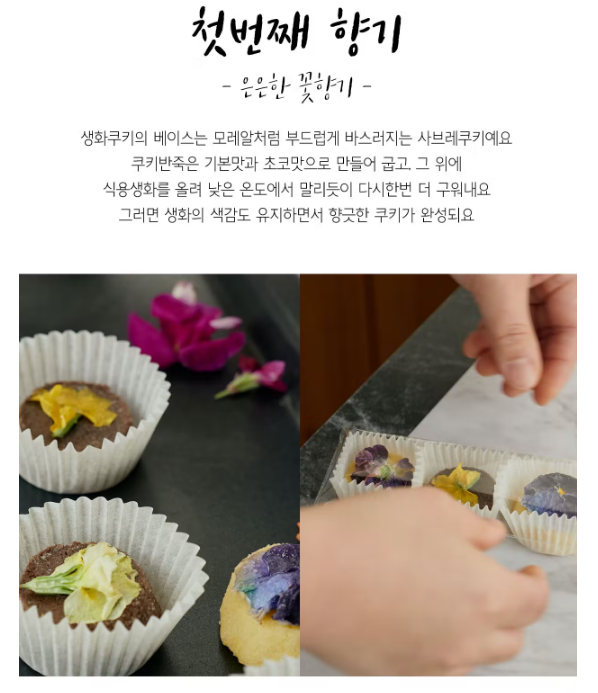 첫번째 향기
- 은은한 꽃향기 -
생화쿠키의 베이스는 모레알처럼 부드럽게 바스러지는 사브레쿠키예요
쿠키반죽은 기본맛과 초코맛으로 만들어 굽고, 그 위에
식용생화를 올려 낮은 온도에서 말리듯이 다시한번 더 구워내요
그러면 생화의 색감도 유지하면서 향긋한 쿠키가 완성되요